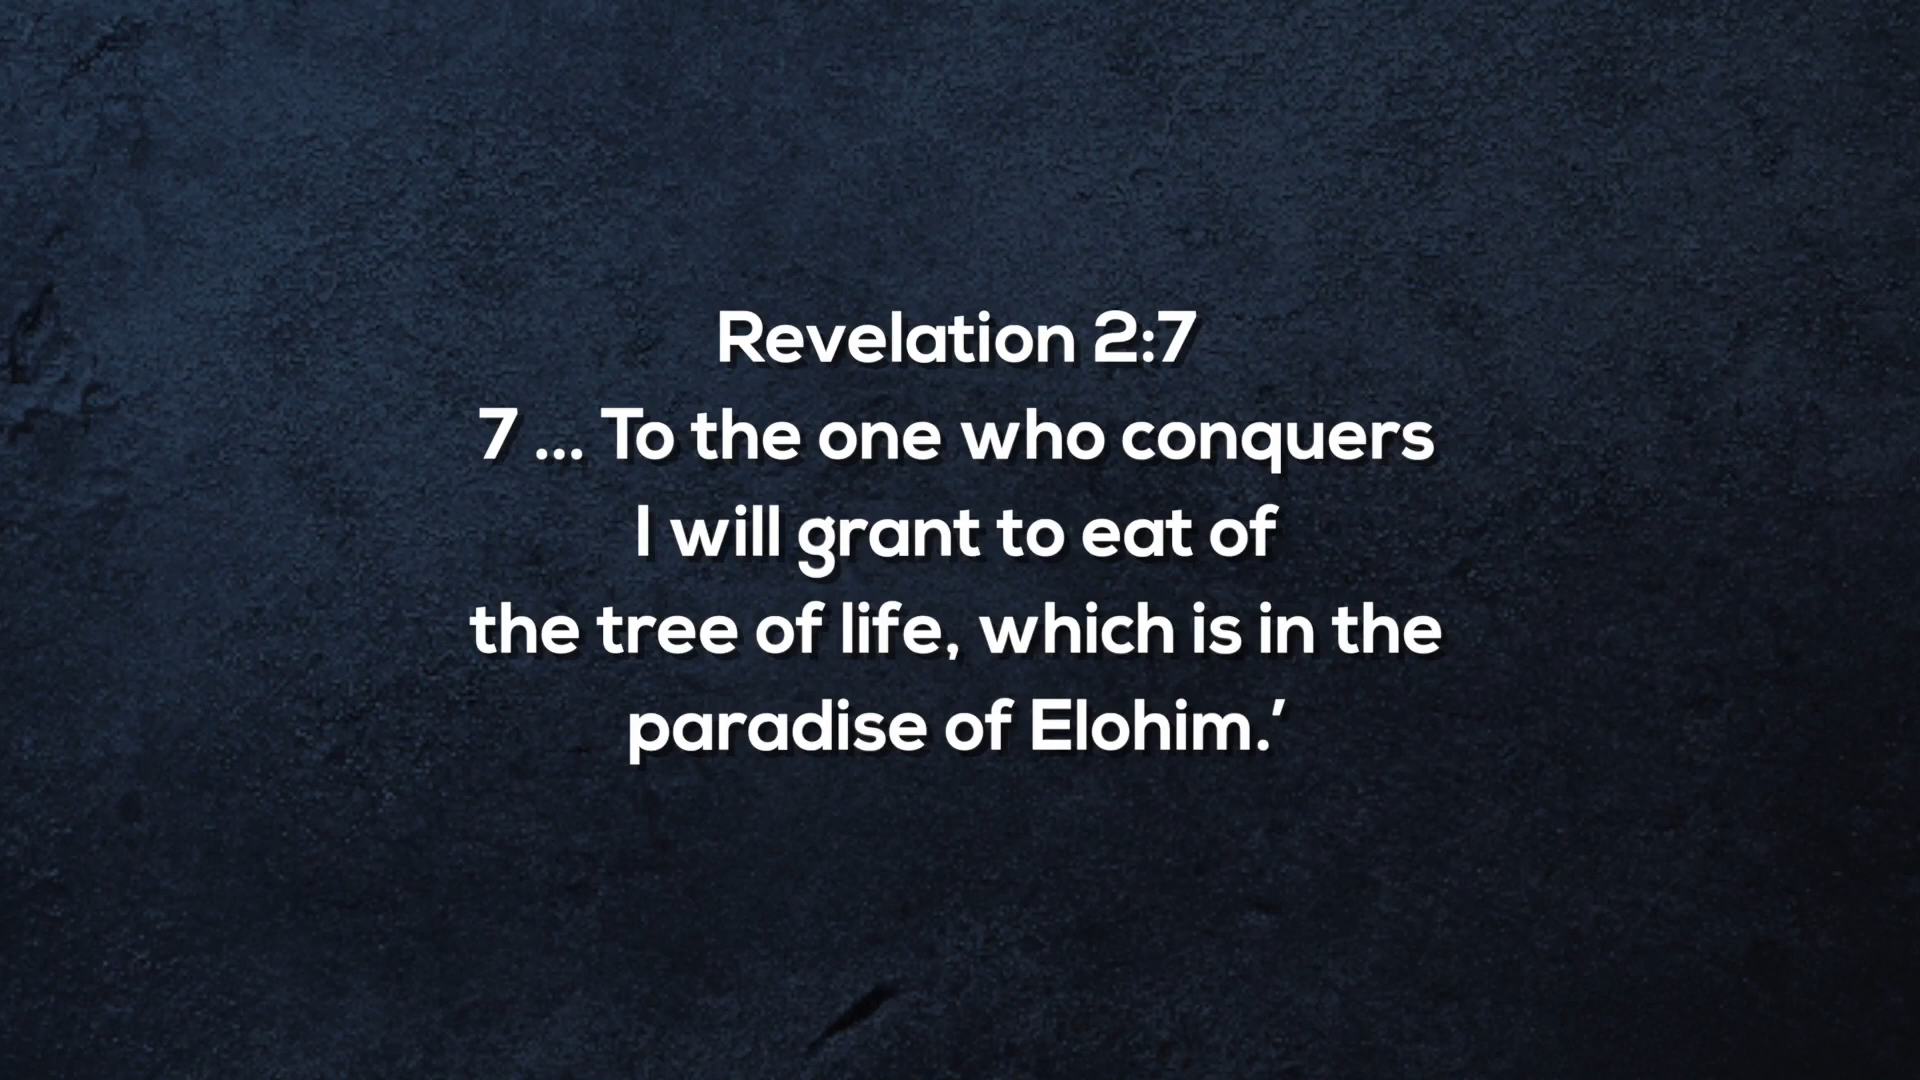 Revelation 2:7
7 ... To the one who conquers
I will grant to eat of
the tree of life, which is in the
paradise of Elohim.’